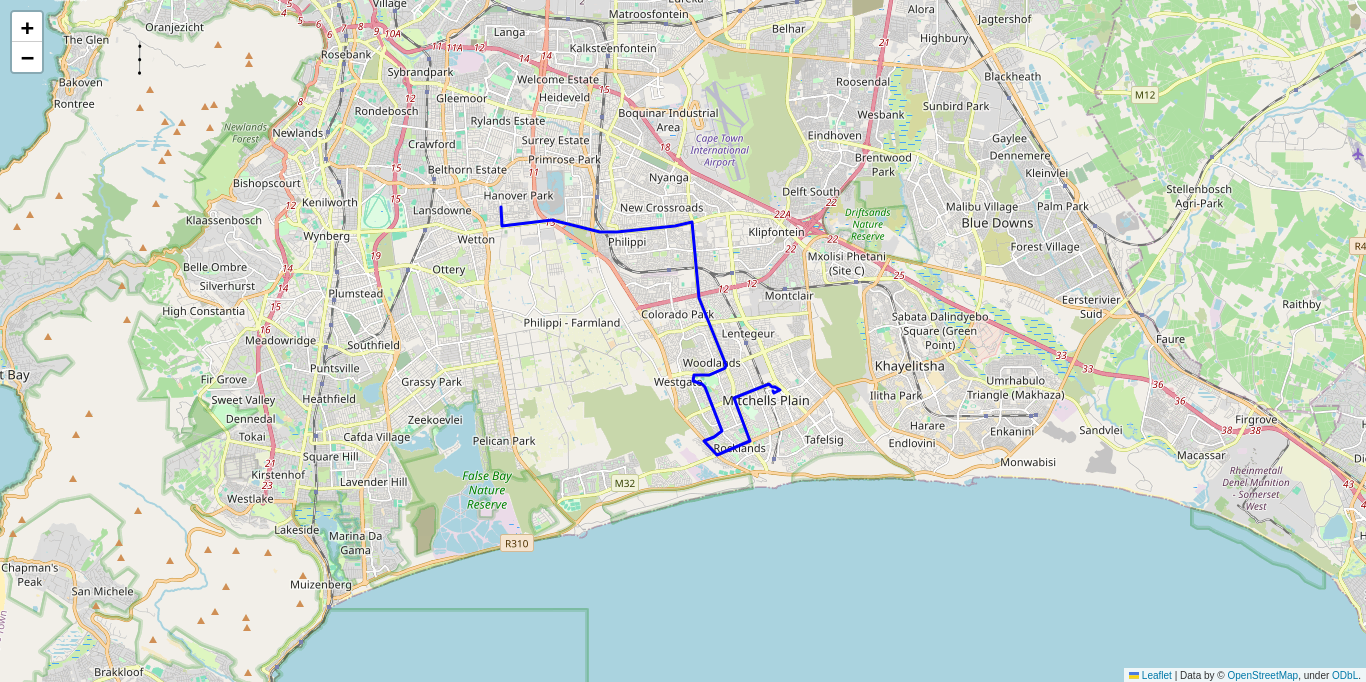 +
−
Village
Oranjezicht
The Glen
Bakoven
Rontree
Rosebank
10A
11A
Langa
Matroosfontein
Kalksteenfontein
Sybrandpark
Welcome Estate
Heideveld
Gleemoor
Rondebosch
Rylands Estate
Boquinar Industrial
Area
Newlands
Forest
Newlands
Crawford
Surrey Estate
Primrose Park
Cape Town
International
Airport
Belhar
Alora
Highbury
Jagtershof
Roosendal
Blackheath
M12
Sunbird Park
Wesbank
Eindhoven
Gaylee
Dennemere
Brentwood
Park
Kleinvlei
Bishopscourt
Belthorn Estate
Hanover Park
Nyanga
Delft South
Stellenbosch
Agri-Park
Kenilworth
Lansdowne
New Crossroads
22A
Malibu Village
Palm Park
Klaassenbosch
Driftsands
Nature
Reserve
Blue Downs
Wynberg
Wetton
Philippi
Klipfontein
Forest Village
Belle Ombre
Silverhurst
Ottery
Mxolisi Phetani
(Site C)
Plumstead
Montclair
Eersterivier
Suid
Raithby
High Constantia
Colorado Park
Philippi - Farmland
Sabata Dalindyebo
Square (Green
Point)
Meadowridge
Southfield
Lentegeur
Faure
t Bay
Puntsville
Woodlands
Khayelitsha
Fir Grove
Grassy Park
Westgate
Umrhabulo
Triangle (Makhaza)
Sweet Valley
Heathfield
Mitchells Plain
Ilitha Park
Dennedal
Zeekoevlei
Firgrove
Tokai
Cafda Village
Pelican Park
Rocklands
Tafelsig
Harare
Enkanini
Sandvlei
Endlovini
Square Hill
Macassar
Kirstenhof
Lavender Hill
False Bay
Nature
Reserve
M32
Monwabisi
Rheinmetall
Denel Munition
- Somerset
West
Westlake
Lakeside
Marina Da
Gama
R310
Chapman's
Peak
San Michele
Muizenberg
Brakkloof
Leaflet | Data by © OpenStreetMap, under ODbL.